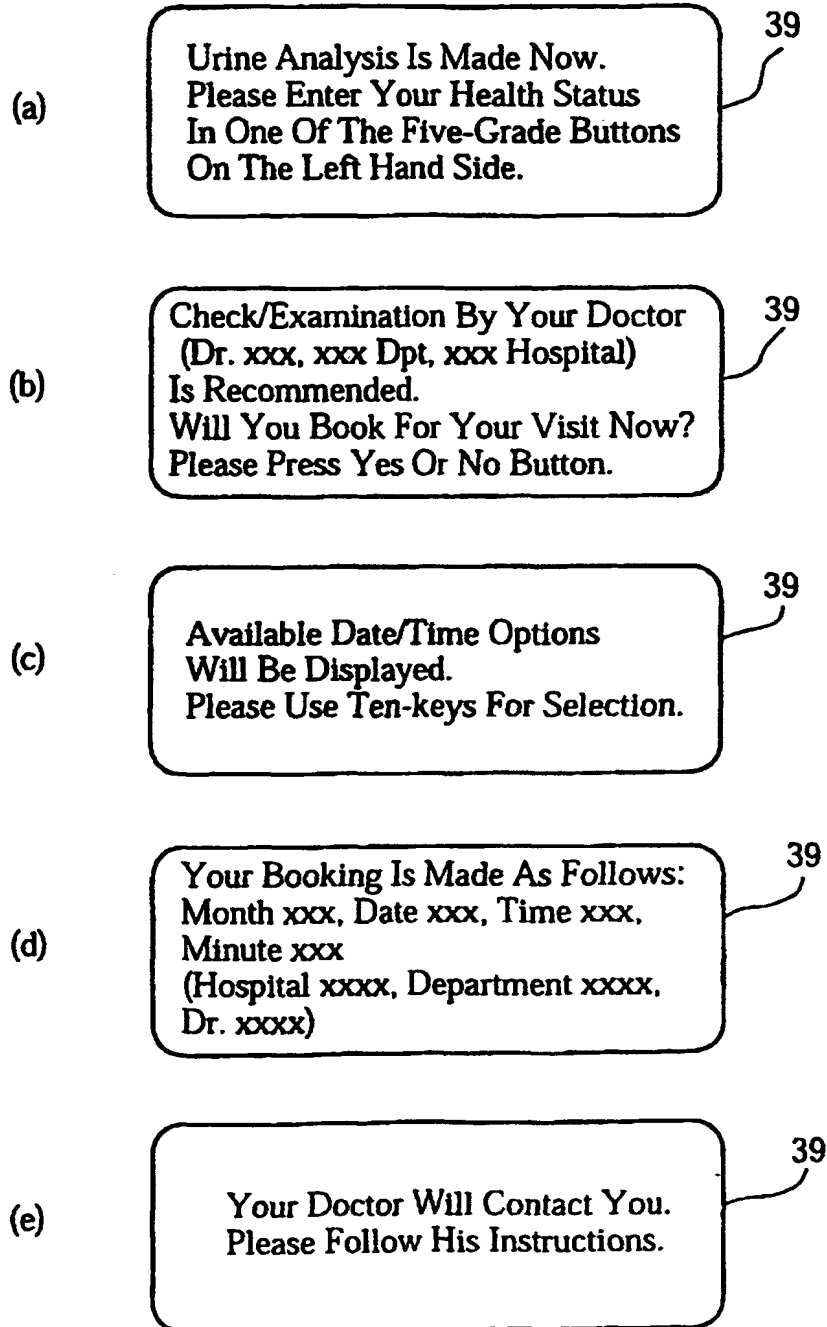 39
(a)
Urine Analysis Is Made Now.
Please Enter Your Health Status
In One Of The Five-Grade Buttons
On The Left Hand Side.
39
(b)
Check/Examination By Your Doctor
(Dr. xxx, xxx Dpt, xxx Hospital)
Is Recommended.
Will You Book For Your Visit Now?
Please Press Yes Or No Button.
39
(c)
Available Date/Time Options
Will Be Displayed.
Please Use Ten-keys For Selection.
39
(d)
Your Booking Is Made As Follows:
Month xxx, Date xxx, Time xxx,
Minute xxx
(Hospital xxxx, Department xxxx,
Dr. xxxx)
39
(e)
Your Doctor Will Contact You.
Please Follow His Instructions.